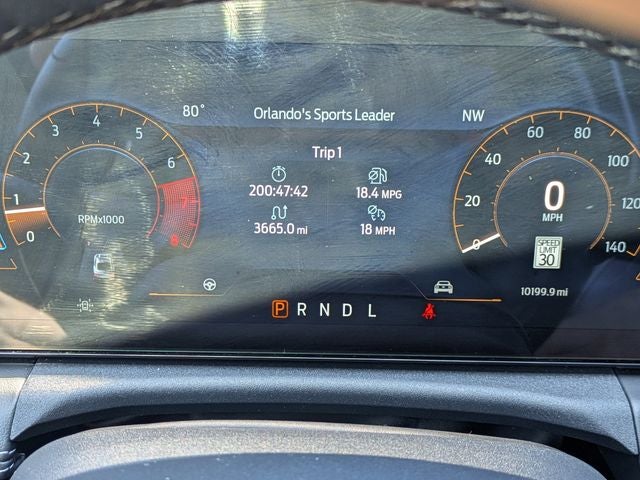 80° Orlando's Sports Leader NW
Trip 1
200:47:42 18.4 MPG
3665.0 mi 18 MPH
0 1 2 3 4 5 6 7 8
RPMx1000
0 20 40 60 80 100 120 140
0
MPH
SPEED
LIMIT
30
10199.9 mi
P R N D L